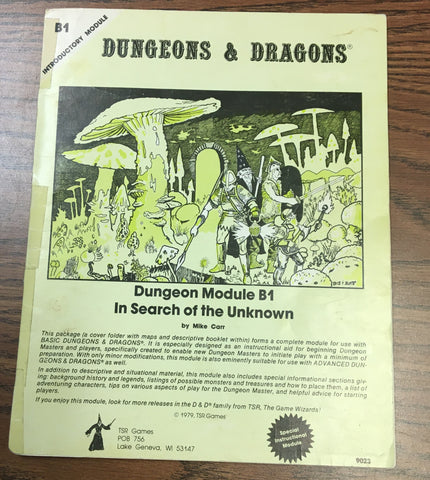 B1
INTRODUCTORY MODULE
DUNGEONS & DRAGONS®
Dungeon Module B1
In Search of the Unknown
by Mike Carr
This package (a cover folder with maps and descriptive booklet within) forms a complete module for use with
BASIC DUNGEONS & DRAGONS®. It is especially designed as an instructional aid for beginning Dungeon
Masters and players, specifically created to enable new Dungeon Masters to initiate play with a minimum of
preparation. With only minor modifications, this module is also eminently suitable for use with ADVANCED DUN-
GEONS & DRAGONS® as well.
In addition to descriptive and situational material, this module also includes special informational sections giv-
ing: background history and legends, listings of possible monsters and treasures and how to place them, a list of
adventuring characters, tips on various aspects of play for the Dungeon Master, and helpful advice for starting
players.
If you enjoy this module, look for more releases in the D & D® family from TSR, The Game Wizards!
© 1979, TSR Games
TSR Games
POB 756
Lake Geneva, WI 53147
Special
Instructional
Module
9023